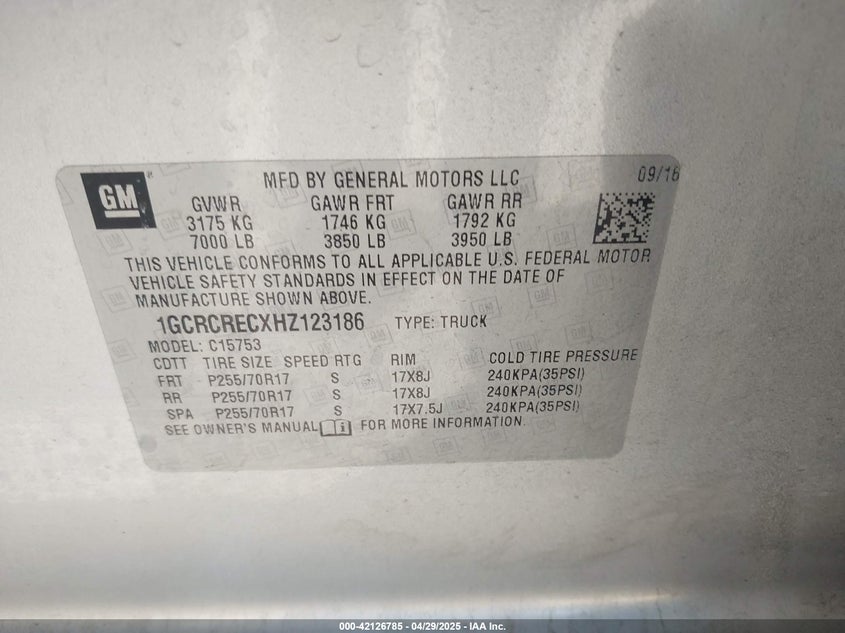 GM
MFD BY GENERAL MOTORS LLC
09/16
GVWR GAWR FRT GAWR RR
3175 KG 1746 KG 1792 KG
7000 LB 3850 LB 3950 LB
THIS VEHICLE CONFORMS TO ALL APPLICABLE U.S. FEDERAL MOTOR
VEHICLE SAFETY STANDARDS IN EFFECT ON THE DATE OF
MANUFACTURE SHOWN ABOVE.
1GCRCRECXHZ123186 TYPE: TRUCK
MODEL: C15753
CDTT TIRE SIZE SPEED RTG RIM COLD TIRE PRESSURE
FRT P255/70R17 S 17X8J 240KPA(35PSI)
RR P255/70R17 S 17X8J 240KPA(35PSI)
SPA P255/70R17 S 17X7.5J 240KPA(35PSI)
SEE OWNER'S MANUAL i FOR MORE INFORMATION.
000-42126785 | 04/29/2025 - IAA Inc.